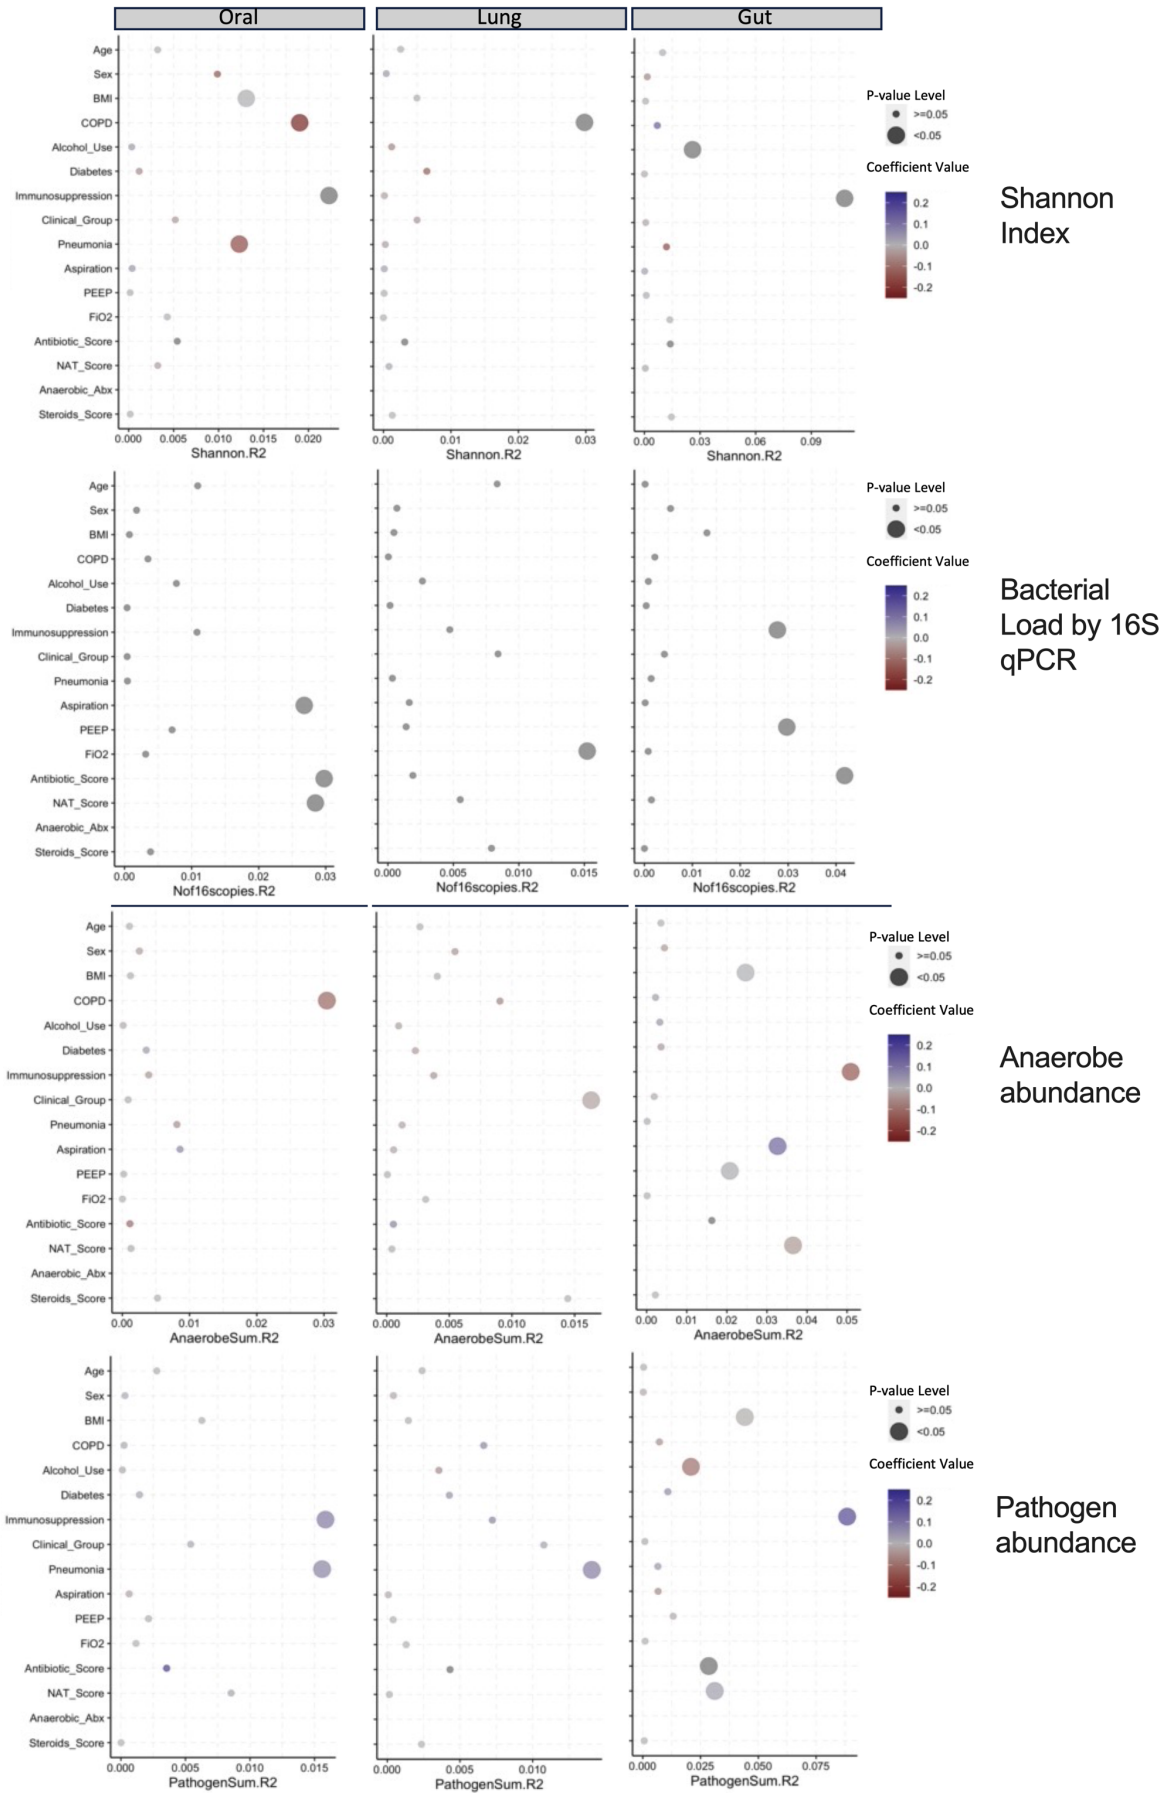 Oral
Lung
Gut
Age
Sex
BMI
COPD
Alcohol_Use
Diabetes
Immunosuppression
Clinical_Group
Pneumonia
Aspiration
PEEP
FiO2
Antibiotic_Score
NAT_Score
Anaerobic_Abx
Steroids_Score
0.000 0.005 0.010 0.015 0.020
Shannon.R2
0.00 0.01 0.02 0.03
Shannon.R2
0.00 0.03 0.06 0.09
Shannon.R2
P-value Level
>=0.05
<0.05
Coefficient Value
0.2
0.1
0.0
-0.1
-0.2
Shannon
Index
Age
Sex
BMI
COPD
Alcohol_Use
Diabetes
Immunosuppression
Clinical_Group
Pneumonia
Aspiration
PEEP
FiO2
Antibiotic_Score
NAT_Score
Anaerobic_Abx
Steroids_Score
0.00 0.01 0.02 0.03
Nof16scopies.R2
0.000 0.005 0.010 0.015
Nof16scopies.R2
0.00 0.01 0.02 0.03 0.04
Nof16scopies.R2
P-value Level
>=0.05
<0.05
Coefficient Value
0.2
0.1
0.0
-0.1
-0.2
Bacterial
Load by 16S
qPCR
Age
Sex
BMI
COPD
Alcohol_Use
Diabetes
Immunosuppression
Clinical_Group
Pneumonia
Aspiration
PEEP
FiO2
Antibiotic_Score
NAT_Score
Anaerobic_Abx
Steroids_Score
0.00 0.01 0.02 0.03
AnaerobeSum.R2
0.000 0.005 0.010 0.015
AnaerobeSum.R2
0.00 0.01 0.02 0.03 0.04 0.05
AnaerobeSum.R2
P-value Level
>=0.05
<0.05
Coefficient Value
0.2
0.1
0.0
-0.1
-0.2
Anaerobe
abundance
Age
Sex
BMI
COPD
Alcohol_Use
Diabetes
Immunosuppression
Clinical_Group
Pneumonia
Aspiration
PEEP
FiO2
Antibiotic_Score
NAT_Score
Anaerobic_Abx
Steroids_Score
0.000 0.005 0.010 0.015
PathogenSum.R2
0.000 0.005 0.010
PathogenSum.R2
0.000 0.025 0.050 0.075
PathogenSum.R2
P-value Level
>=0.05
<0.05
Coefficient Value
0.2
0.1
0.0
-0.1
-0.2
Pathogen
abundance